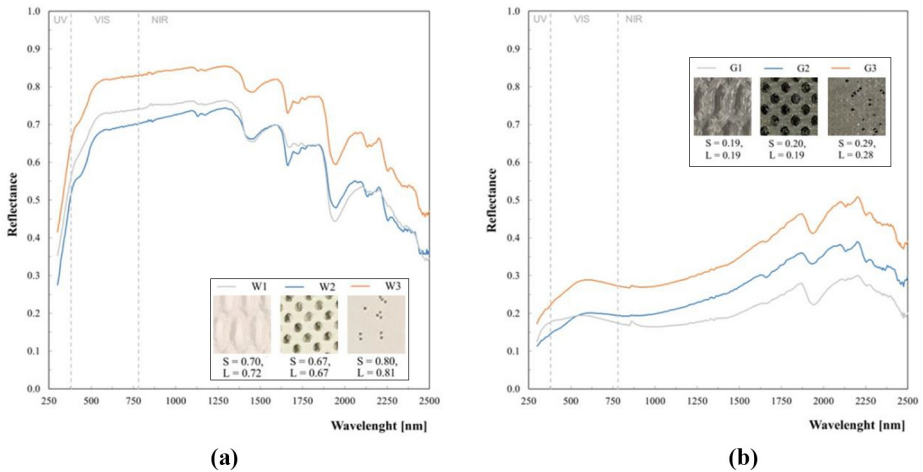 UV VIS NIR
1.0
0.9
0.8
0.7
0.6
0.5
0.4
0.3
0.2
0.1
0.0
Reflectance
W1 W2 W3
S = 0.70, S = 0.67, S = 0.80,
L = 0.72 L = 0.67 L = 0.81
250 500 750 1000 1250 1500 1750 2000 2250 2500
Wavelenght [nm]
(a)
UV VIS NIR
1.0
0.9
0.8
0.7
0.6
0.5
0.4
0.3
0.2
0.1
0.0
Reflectance
G1 G2 G3
S = 0.19, S = 0.20, S = 0.29,
L = 0.19 L = 0.19 L = 0.28
250 500 750 1000 1250 1500 1750 2000 2250 2500
Wavelenght [nm]
(b)